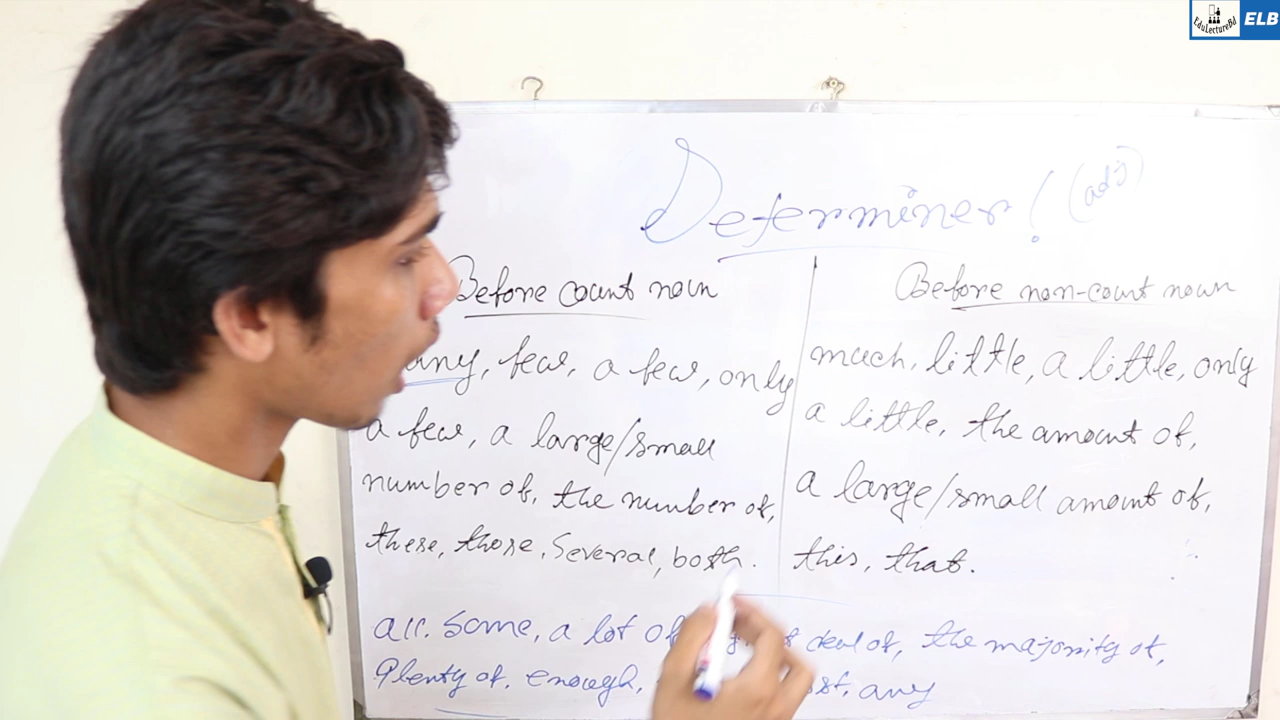 EduLectureBd ELB
Determiner! (adj)
Before count noun
any, few, a few, only
a few, a large/small
number of, the number of,
these, those, several, both.
Before non-count noun
much, little, a little, only
a little, the amount of,
a large/small amount of,
this, that.
all. Some, a lot of deal of, the majority of,
Plenty of, enough, any